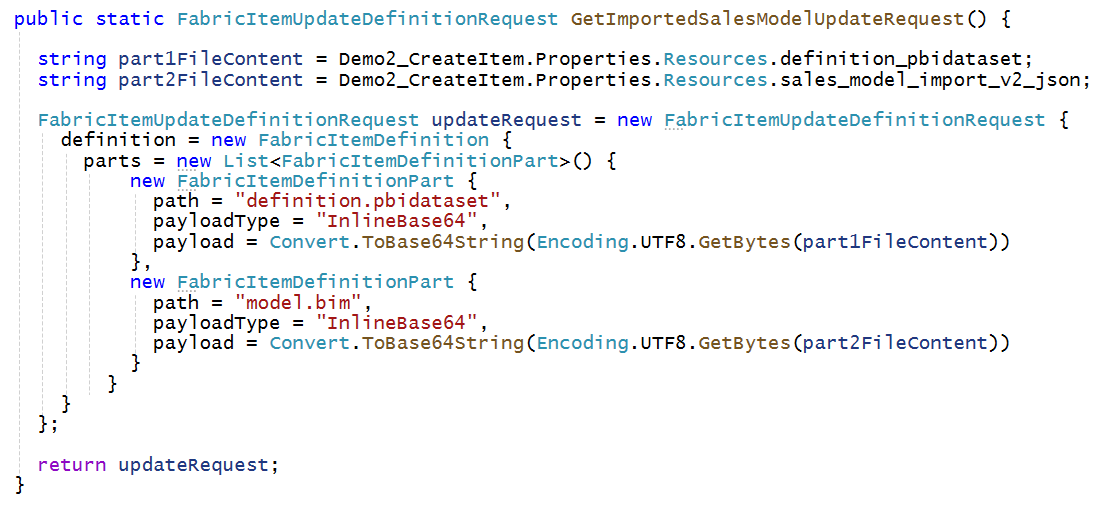 public static FabricItemUpdateDefinitionRequest GetImportedSalesModelUpdateRequest() {
string part1FileContent = Demo2_CreateItem.Properties.Resources.definition_pbidataset;
string part2FileContent = Demo2_CreateItem.Properties.Resources.sales_model_import_v2_json;
FabricItemUpdateDefinitionRequest updateRequest = new FabricItemUpdateDefinitionRequest {
definition = new FabricItemDefinition {
parts = new List<FabricItemDefinitionPart>() {
new FabricItemDefinitionPart {
path = "definition.pbidataset",
payloadType = "InlineBase64",
payload = Convert.ToBase64String(Encoding.UTF8.GetBytes(part1FileContent))
},
new FabricItemDefinitionPart {
path = "model.bim",
payloadType = "InlineBase64",
payload = Convert.ToBase64String(Encoding.UTF8.GetBytes(part2FileContent))
}
}
}
};
return updateRequest;
}